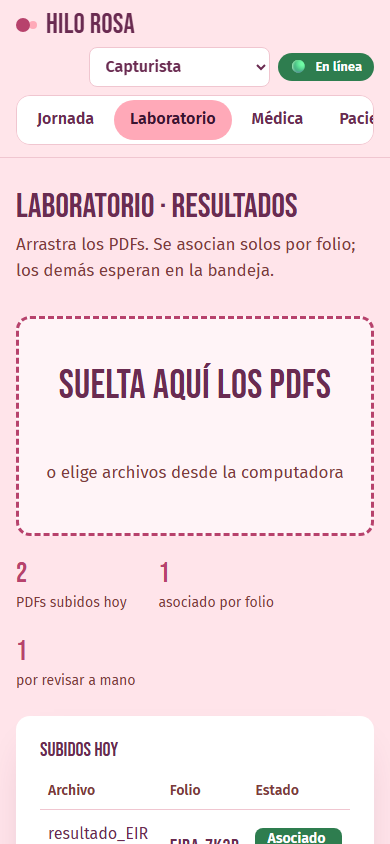 HILO ROSA
Capturista
En línea
Jornada Laboratorio Médica Pacie
LABORATORIO · RESULTADOS
Arrastra los PDFs. Se asocian solos por folio;
los demás esperan en la bandeja.
SUELTA AQUÍ LOS PDFS
o elige archivos desde la computadora
2 1
PDFs subidos hoy asociado por folio
1
por revisar a mano
SUBIDOS HOY
Archivo Folio Estado
resultado_EIR Asociado